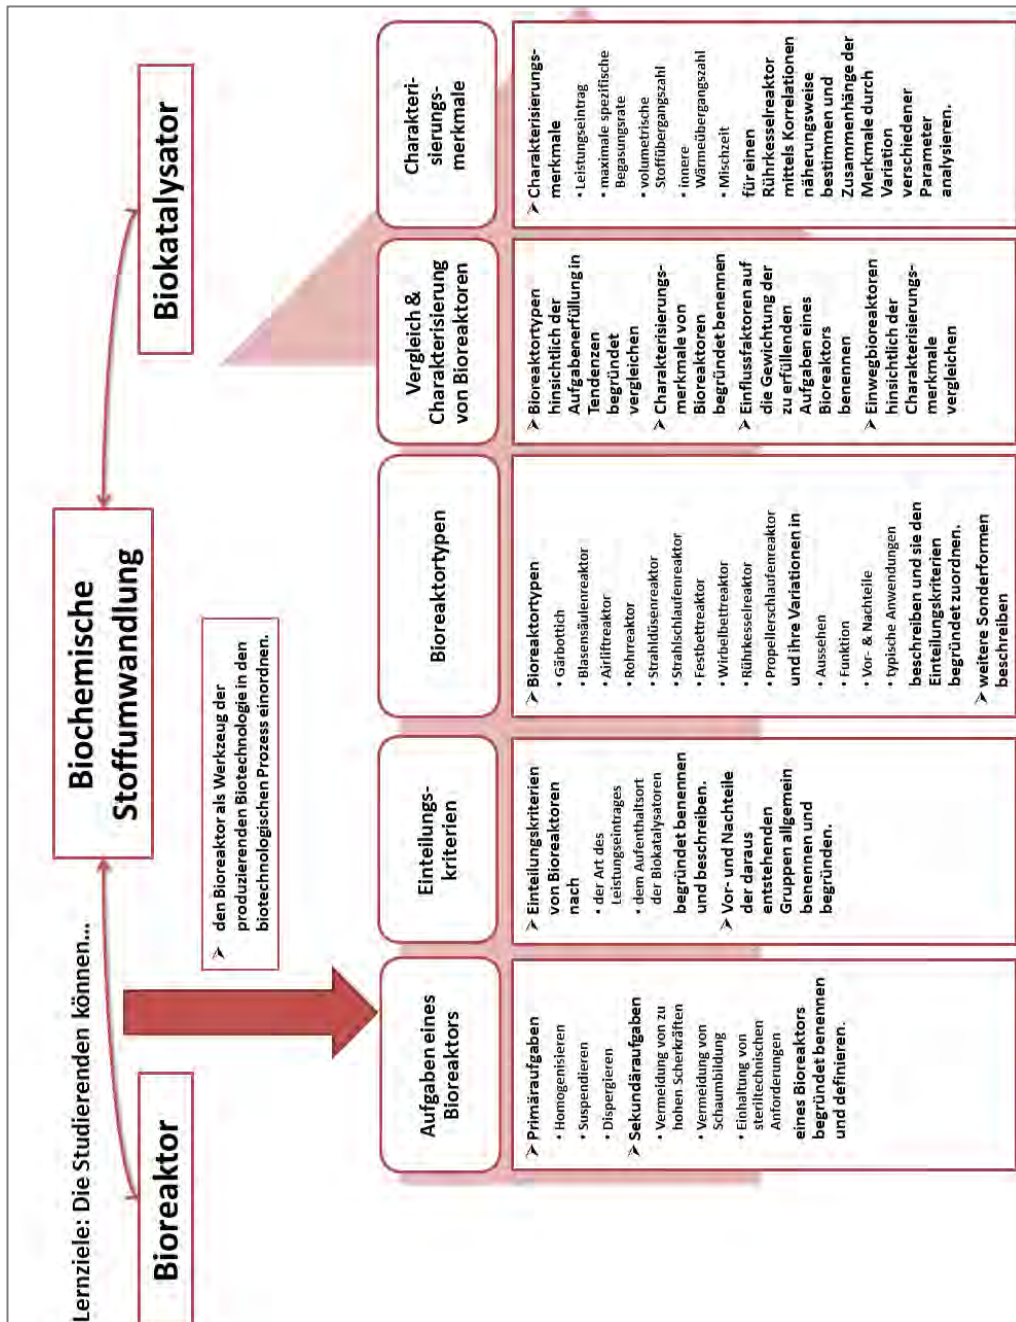 Lernziele: Die Studierenden können...
Bioreaktor
Biochemische
Stoffumwandlung
Biokatalysator
➢ den Bioreaktor als Werkzeug der
produzierenden Biotechnologie in den
biotechnologischen Prozess einordnen.
Aufgaben eines
Bioreaktors
➢ Primäraufgaben
• Homogenisieren
• Suspendieren
• Dispergieren
➢ Sekundäraufgaben
• Vermeidung von zu
hohen Scherkräften
• Vermeidung von
Schaumbildung
• Einhaltung von
steriltechnischen
Anforderungen
eines Bioreaktors
begründet benennen
und definieren.
Einteilungs-
kriterien
➢ Einteilungskriterien
von Bioreaktoren
nach
• der Art des
Leistungseintrages
• dem Aufenthaltsort
der Biokatalysatoren
begründet benennen
und beschreiben.
➢ Vor- und Nachteile
der daraus
entstehenden
Gruppen allgemein
benennen und
begründen.
Bioreaktortypen
➢ Bioreaktortypen
• Gärbottich
• Blasensäulenreaktor
• Airliftreaktor
• Rohrreaktor
• Strahldüsenreaktor
• Strahlschlaufenreaktor
• Festbettreaktor
• Wirbelbettreaktor
• Rührkesselreaktor
• Propellerschlaufenreaktor
und ihre Variationen in
• Aussehen
• Funktion
• Vor- & Nachteile
• typische Anwendungen
beschreiben und sie den
Einteilungskriterien
begründet zuordnen.
➢ weitere Sonderformen
beschreiben
Vergleich &
Charakterisierung
von Bioreaktoren
➢ Bioreaktortypen
hinsichtlich der
Aufgabenerfüllung in
Tendenzen
begründet
vergleichen
➢ Charakterisierungs-
merkmale von
Bioreaktoren
begründet benennen
➢ Einflussfaktoren auf
die Gewichtung der
zu erfüllenden
Aufgaben eines
Bioreaktors
benennen
➢ Einwegbioreaktoren
hinsichtlich der
Charakterisierungs-
merkmale
vergleichen
Charakteri-
sierungs-
merkmale
➢ Charakterisierungs-
merkmale
• Leistungseintrag
• maximale spezifische
Begasungsrate
• volumetrische
Stoffübergangszahl
• innere
Wärmeübergangszahl
• Mischzeit
für einen
Rührkesselreaktor
mittels Korrelationen
näherungsweise
bestimmen und
Zusammenhänge der
Merkmale durch
Variation
verschiedener
Parameter
analysieren.